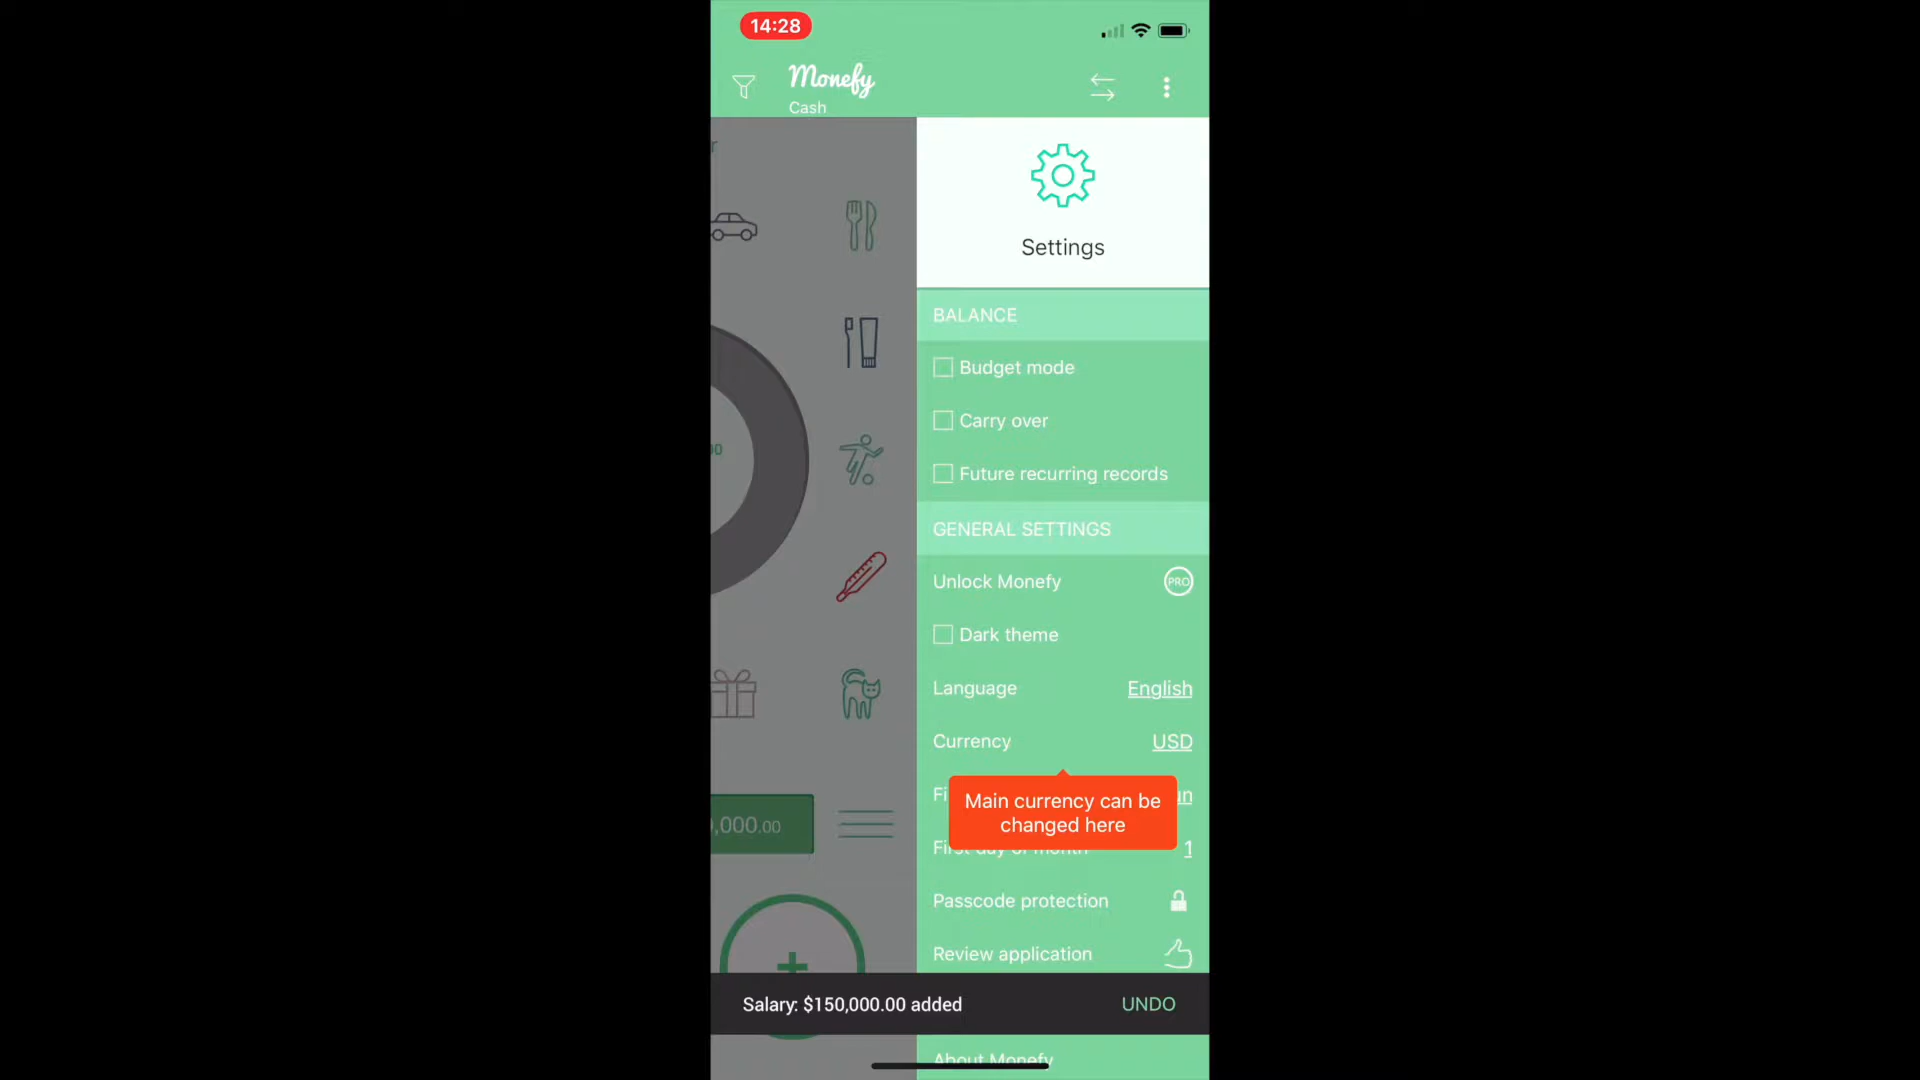 14:28
Monefy
Cash
r
Settings
BALANCE
Budget mode
Carry over
Future recurring records
GENERAL SETTINGS
Unlock Monefy PRO
Dark theme
Language English
Currency USD
Main currency can be
changed here
1
,000.00
Passcode protection
Review application
Salary: $150,000.00 added UNDO
About Monefy